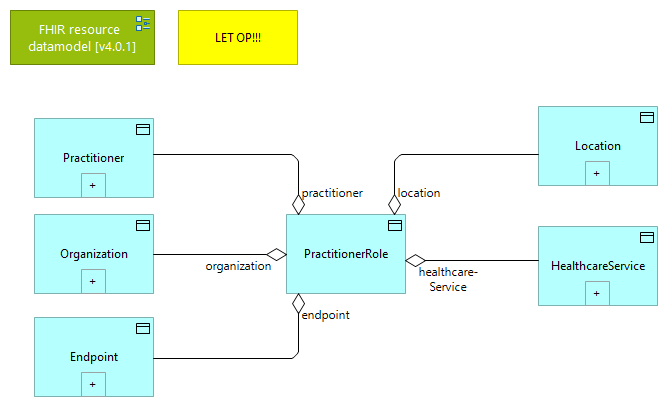 FHIR resource
datamodel [v4.0.1]
LET OP!!!
Practitioner
+
Location
+
practitioner
location
Organization
+
organization
PractitionerRole
healthcare-
Service
HealthcareService
+
endpoint
Endpoint
+